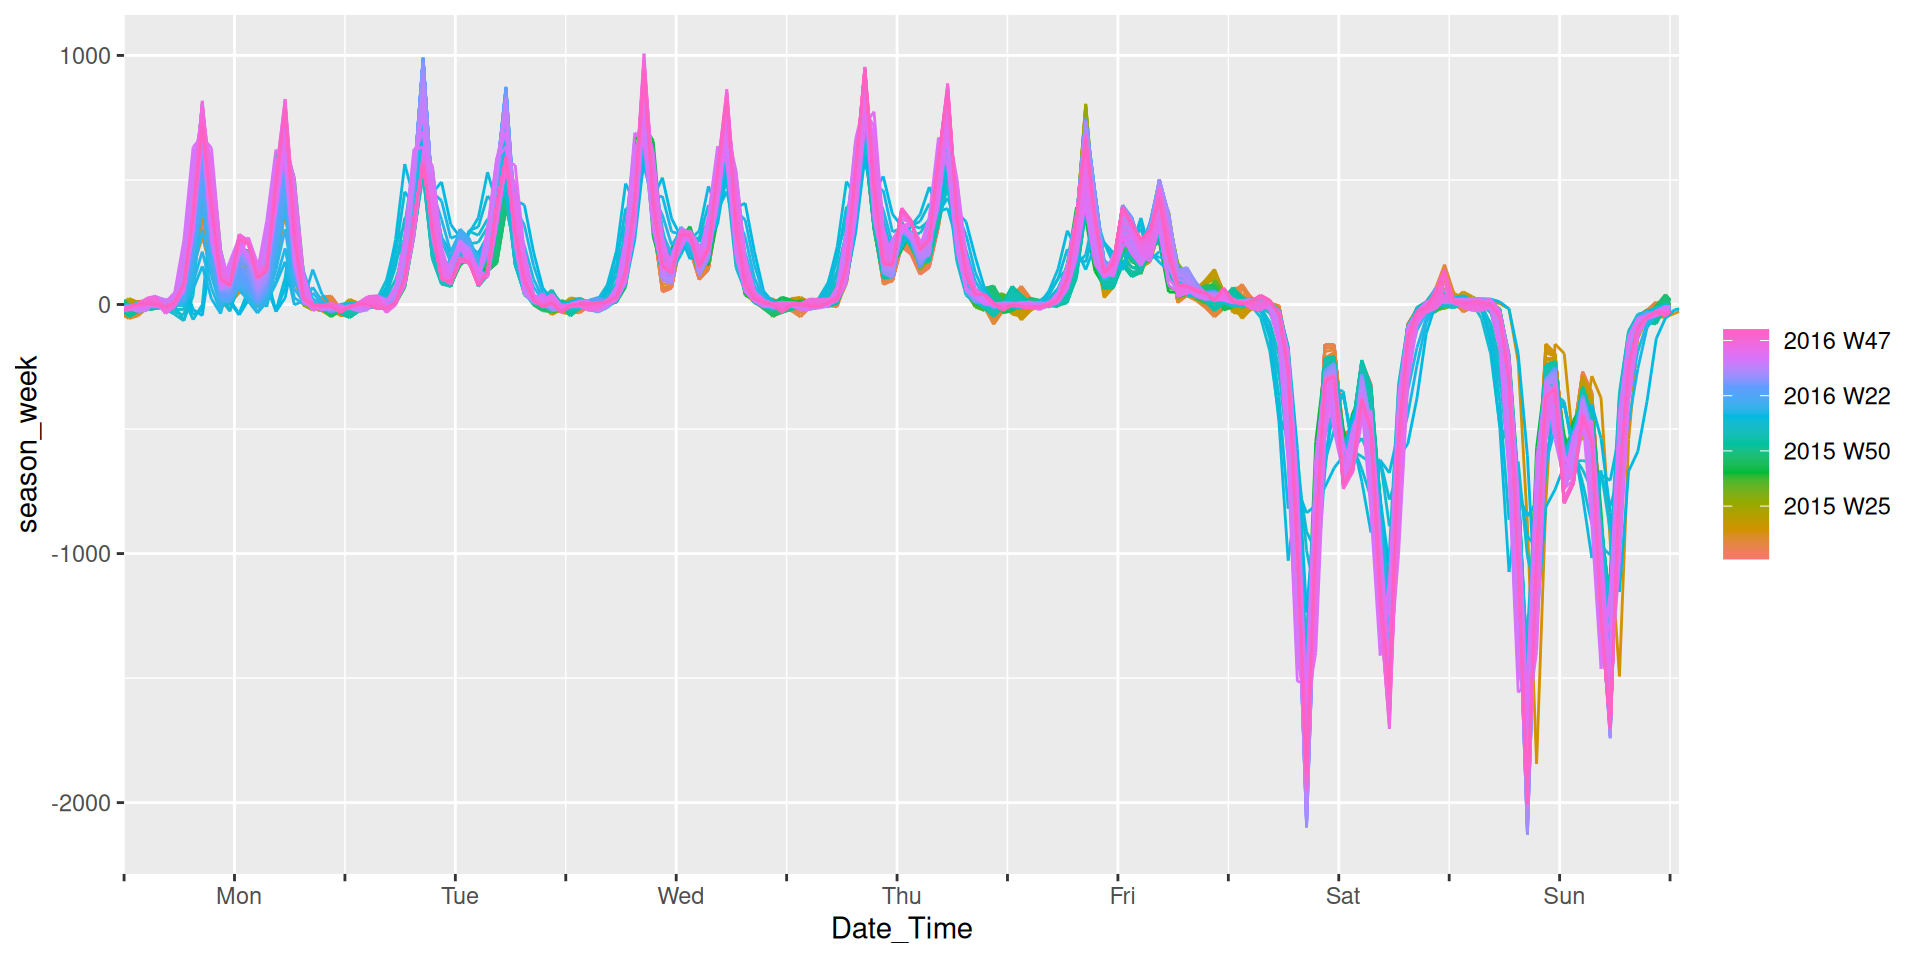 1000
0
-1000
-2000
season_week
Mon Tue Wed Thu Fri Sat Sun
Date_Time
2016 W47
2016 W22
2015 W50
2015 W25